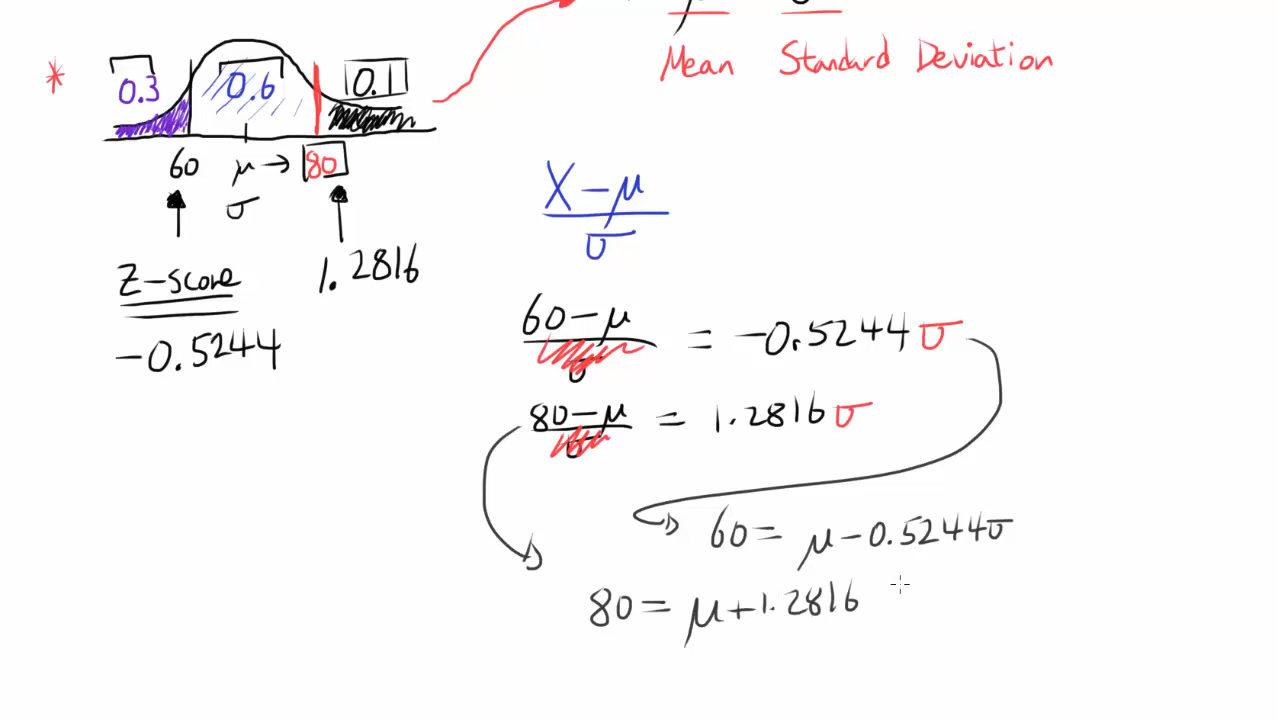 Mean Standard Deviation
* 0.3 0.6 0.1
60 μ → 80
σ
X − μ
σ
Z-score 1.2816
−0.5244
60 − μ = −0.5244 σ
σ
80 − μ = 1.2816 σ
σ
60 = μ − 0.5244σ
80 = μ + 1.2816